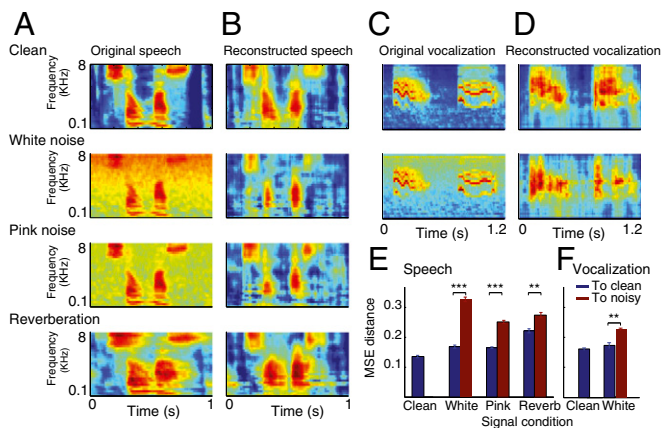 A B C D
Clean Original speech Reconstructed speech Original vocalization Reconstructed vocalization
8
Frequency
(KHz)
0.1
White noise
8
Frequency
(KHz)
0.1
0 Time (s) 1.2 0 Time (s) 1.2
Pink noise
8
Frequency
(KHz)
0.1
Reverberation
8
Frequency
(KHz)
0.1
0 Time (s) 1 0 Time (s) 1
E Speech
F Vocalization
To clean
To noisy
*** *** ** **
0.3
0.2
0.1
MSE distance
Clean White Pink Reverb Clean White
Signal condition